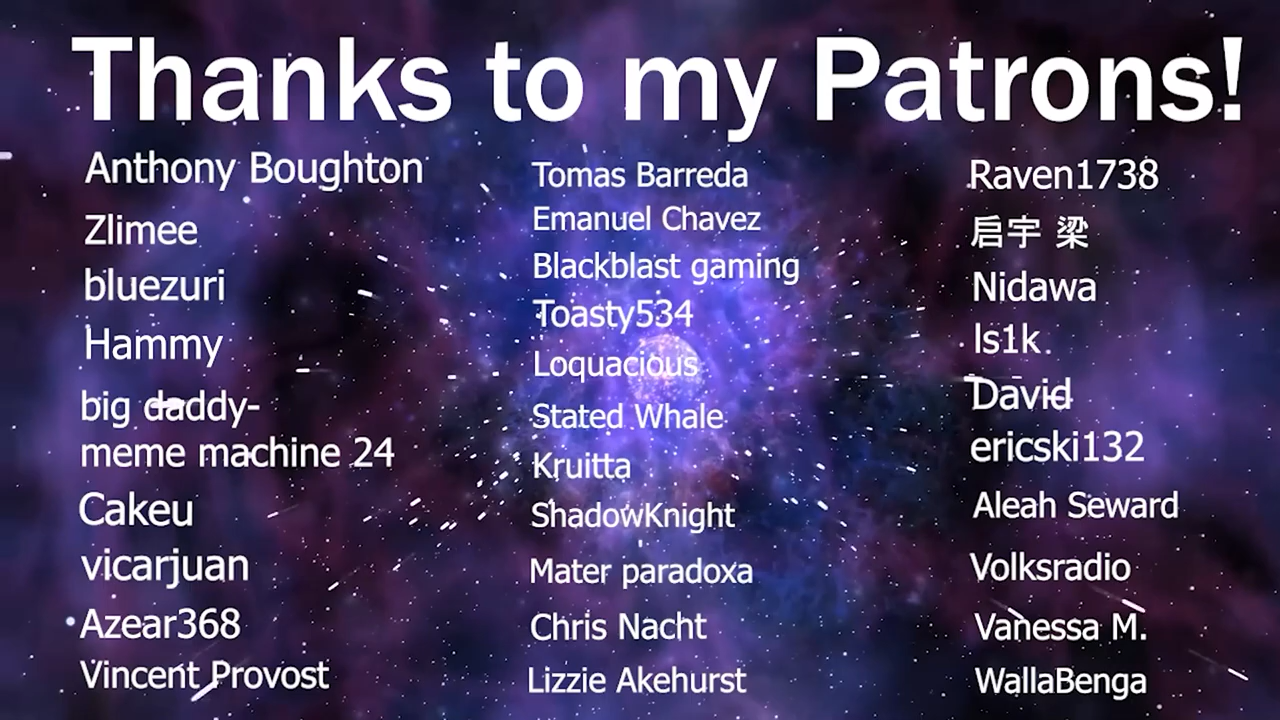 Thanks to my Patrons!
Anthony Boughton
Zlimee
bluezuri
Hammy
big daddy-
meme machine 24
Cakeu
vicarjuan
Azear368
Vincent Provost
Tomas Barreda
Emanuel Chavez
Blackblast gaming
Toasty534
Loquacious
Stated Whale
Kruitta
ShadowKnight
Mater paradoxa
Chris Nacht
Lizzie Akehurst
Raven1738
启宇 梁
Nidawa
ls1k
David
ericski132
Aleah Seward
Volksradio
Vanessa M.
WallaBenga